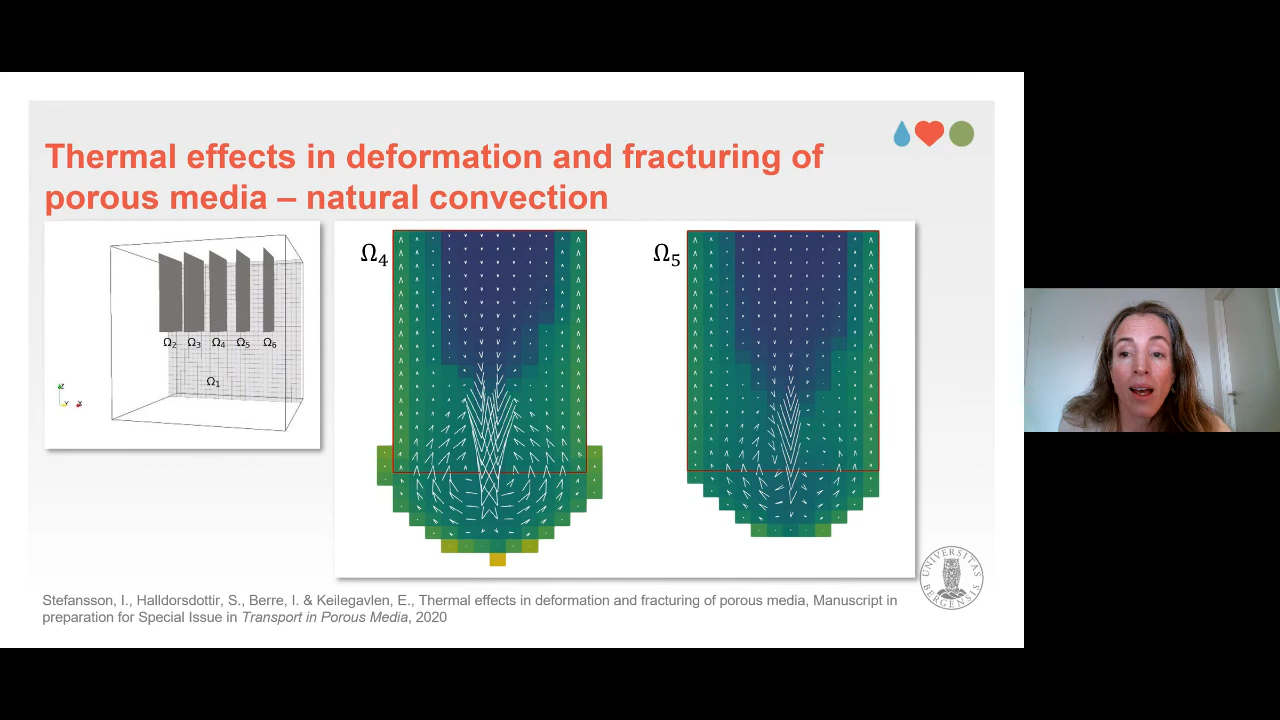 Thermal effects in deformation and fracturing of
porous media – natural convection
Ω2 Ω3 Ω4 Ω5 Ω6
Ω1
Z
Y X
Ω4
Ω5
UNIVERSITAS
BERGENSIS
Stefansson, I., Halldorsdottir, S., Berre, I. & Keilegavlen, E., Thermal effects in deformation and fracturing of porous media, Manuscript in
preparation for Special Issue in Transport in Porous Media, 2020